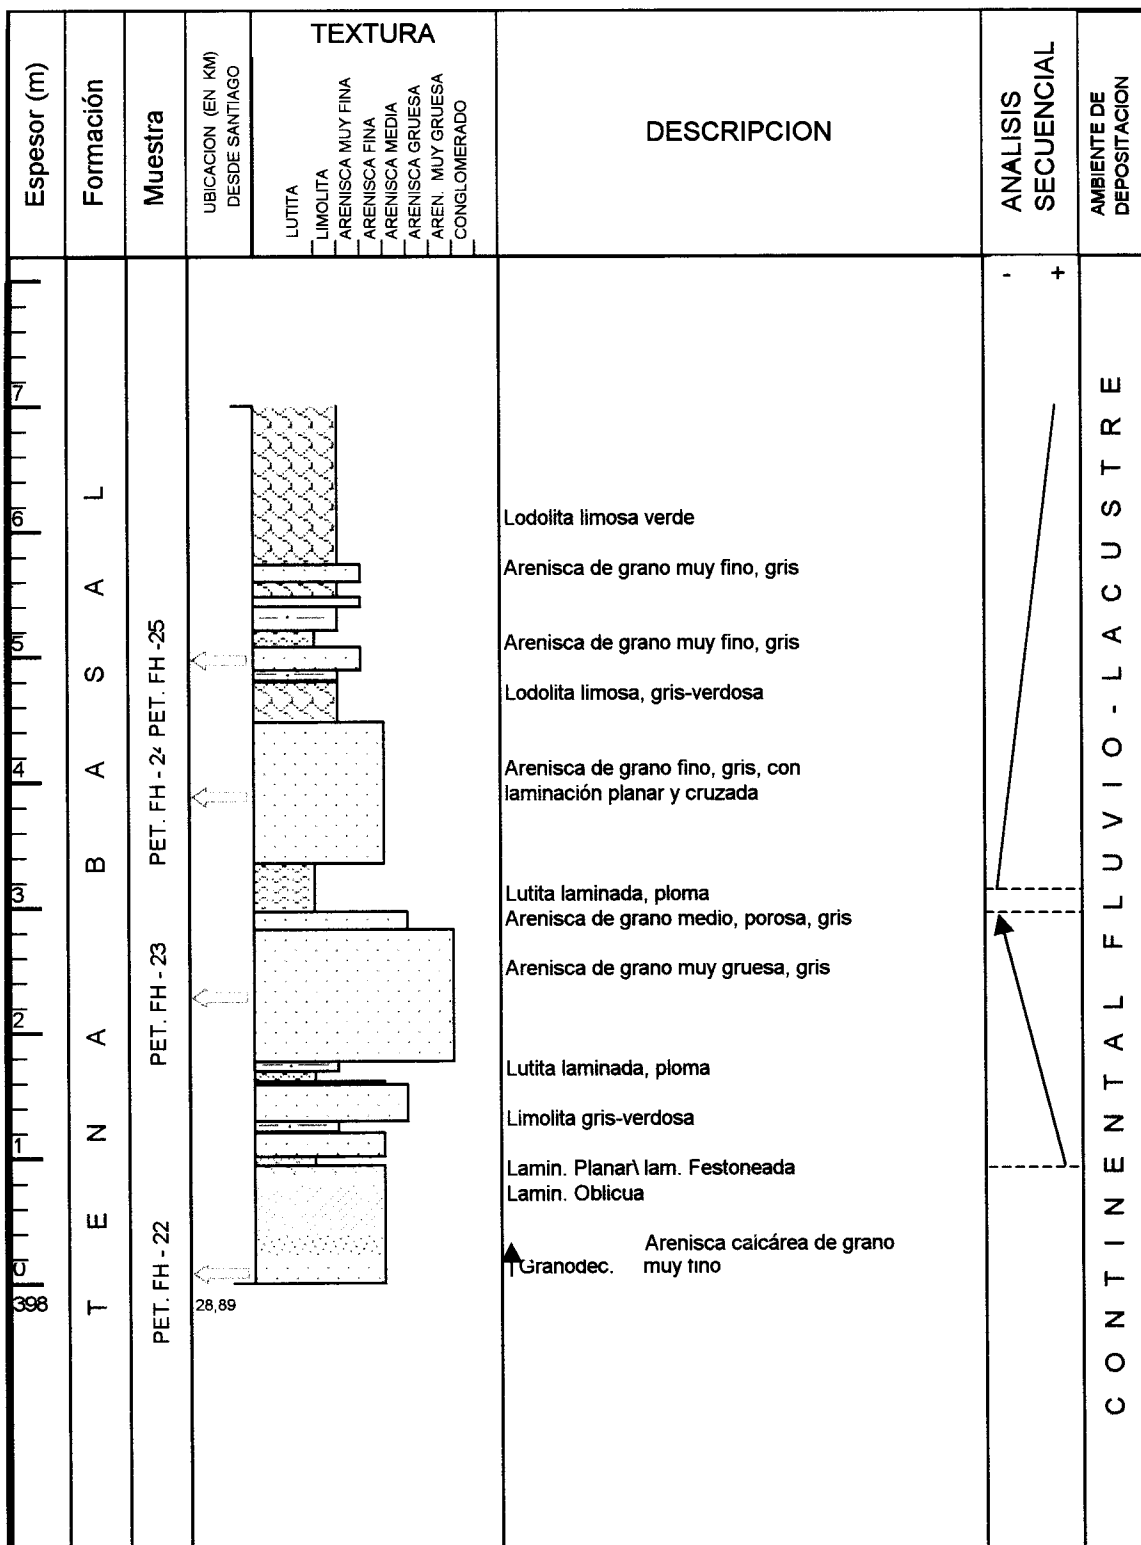 Espesor (m)
Formación
Muestra
UBICACION (EN KM)
DESDE SANTIAGO
TEXTURA
LUTITA
LIMOLITA
ARENISCA MUY FINA
ARENISCA FINA
ARENISCA MEDIA
ARENISCA GRUESA
AREN. MUY GRUESA
CONGLOMERADO
DESCRIPCION
ANALISIS
SECUENCIAL
AMBIENTE DE
DEPOSITACION
- +
7
6
5
4
3
2
1
0
398
TENA BASAL
PET. FH -25
PET. FH - 24
PET. FH - 23
PET. FH - 22
28,89
Lodolita limosa verde
Arenisca de grano muy fino, gris
Arenisca de grano muy fino, gris
Lodolita limosa, gris-verdosa
Arenisca de grano fino, gris, con
laminación planar y cruzada
Lutita laminada, ploma
Arenisca de grano medio, porosa, gris
Arenisca de grano muy gruesa, gris
Lutita laminada, ploma
Limolita gris-verdosa
Lamin. Planar\ lam. Festoneada
Lamin. Oblicua
Granodec.
Arenisca calcárea de grano
muy fino
CONTINENTAL FLUVIO-LACUSTRE